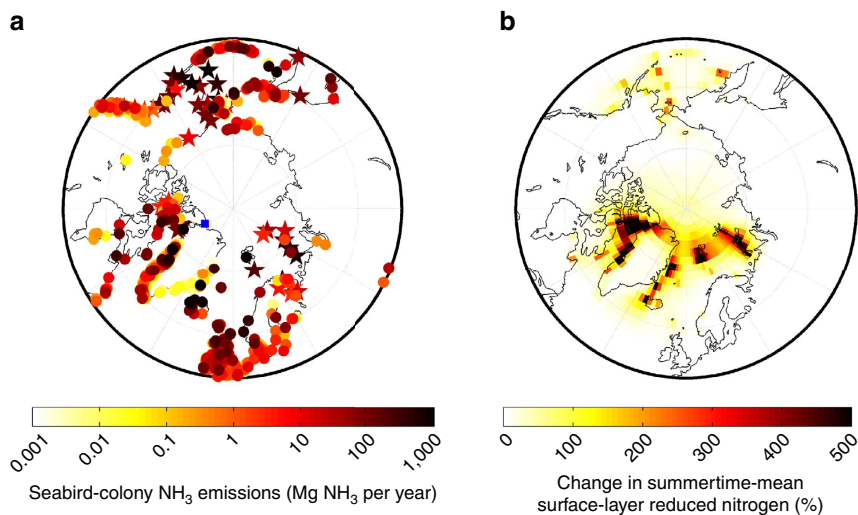 a
b
0.001
0.01
0.1
1
10
100
1,000
Seabird-colony NH₃ emissions (Mg NH₃ per year)
0
100
200
300
400
500
Change in summertime-mean
surface-layer reduced nitrogen (%)